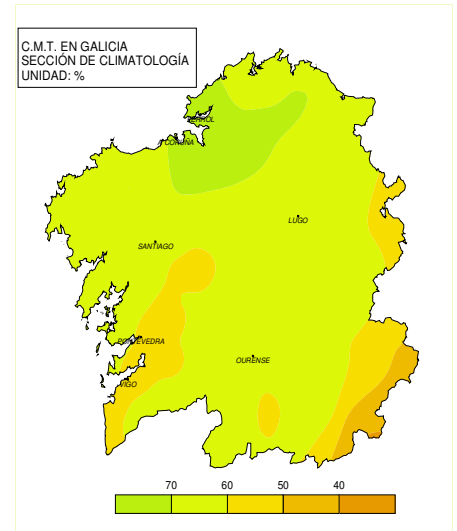 C.M.T. EN GALICIA
SECCIÓN DE CLIMATOLOGÍA
UNIDAD: %
FERROL
A CORUÑA
LUGO
SANTIAGO
PONTEVEDRA
OURENSE
VIGO
70 60 50 40